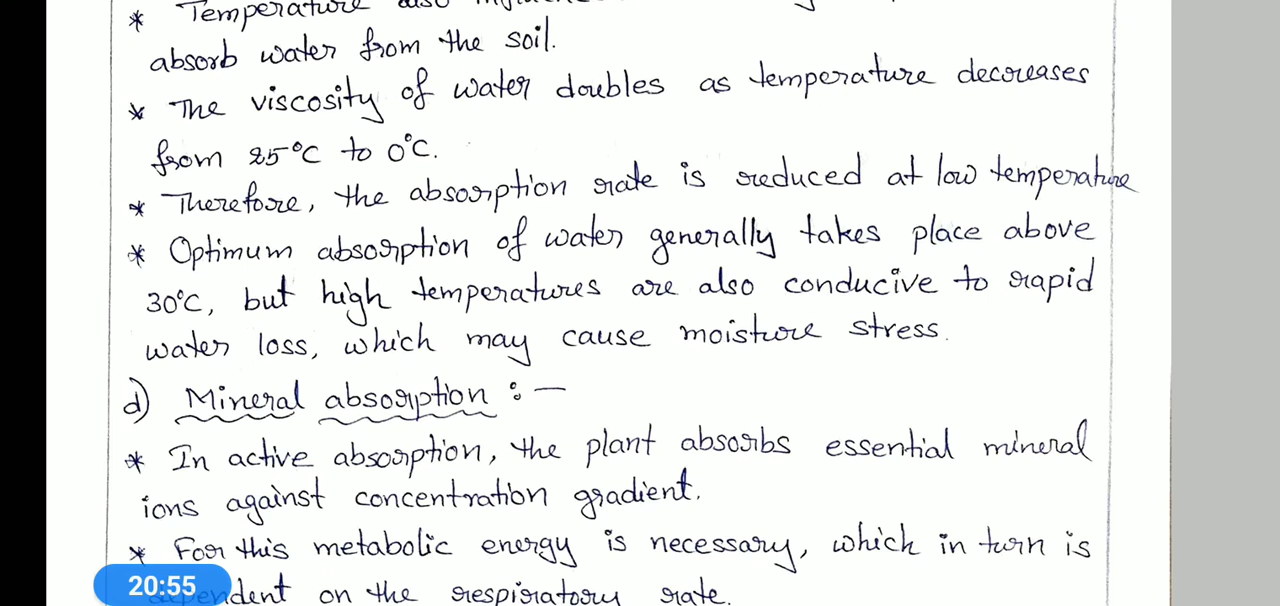 * Temperature also
absorb water from the soil.
* The viscosity of water doubles as temperature decreases
from 25°C to 0°C.
* Therefore, the absorption rate is reduced at low temperature
* Optimum absorption of water generally takes place above
30°C, but high temperatures are also conducive to rapid
water loss, which may cause moisture stress.
d) Mineral absorption :-
* In active absorption, the plant absorbs essential mineral
ions against concentration gradient.
* For this metabolic energy is necessary, which in turn is
dependent on the respiratory rate.
20:55